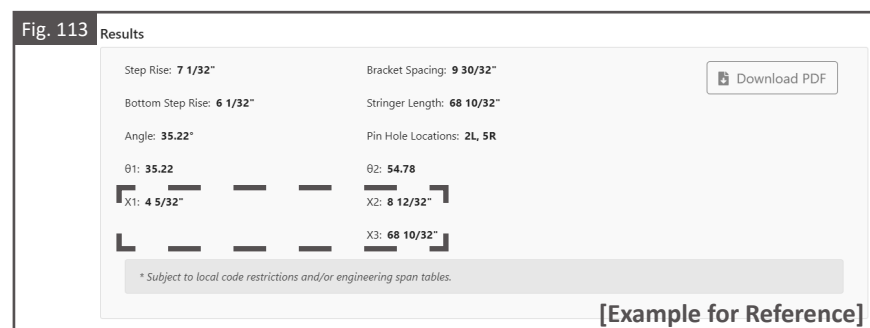 Fig. 113
Results
Step Rise: 7 1/32"
Bracket Spacing: 9 30/32"
Download PDF
Bottom Step Rise: 6 1/32"
Stringer Length: 68 10/32"
Angle: 35.22°
Pin Hole Locations: 2L, 5R
θ1: 35.22
θ2: 54.78
X1: 4 5/32"
X2: 8 12/32"
X3: 68 10/32"
* Subject to local code restrictions and/or engineering span tables.
[Example for Reference]